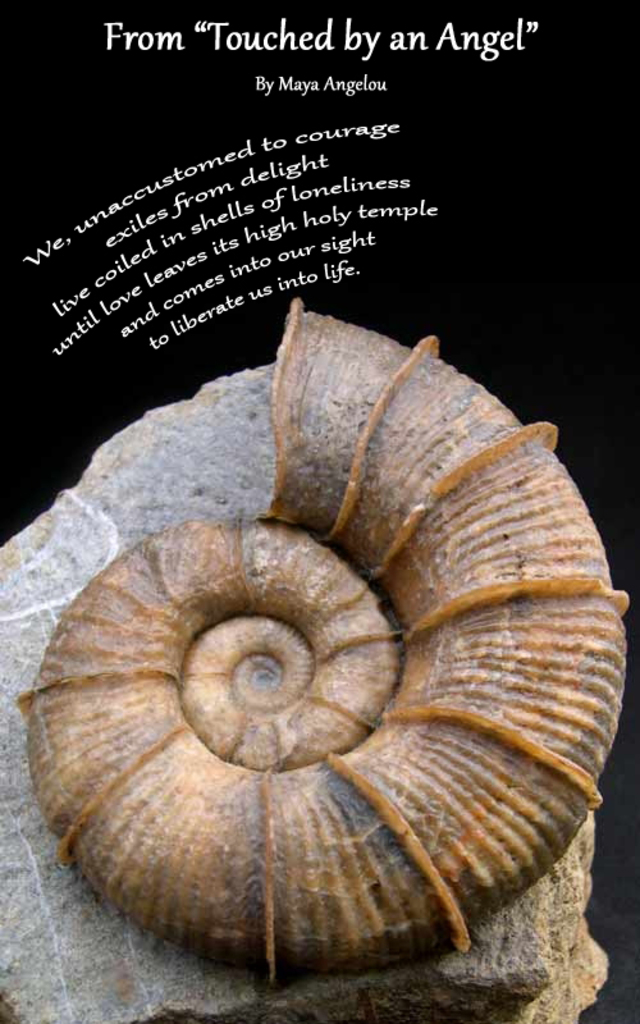 From “Touched by an Angel”
By Maya Angelou
We, unaccustomed to courage
exiles from delight
live coiled in shells of loneliness
until love leaves its high holy temple
and comes into our sight
to liberate us into life.